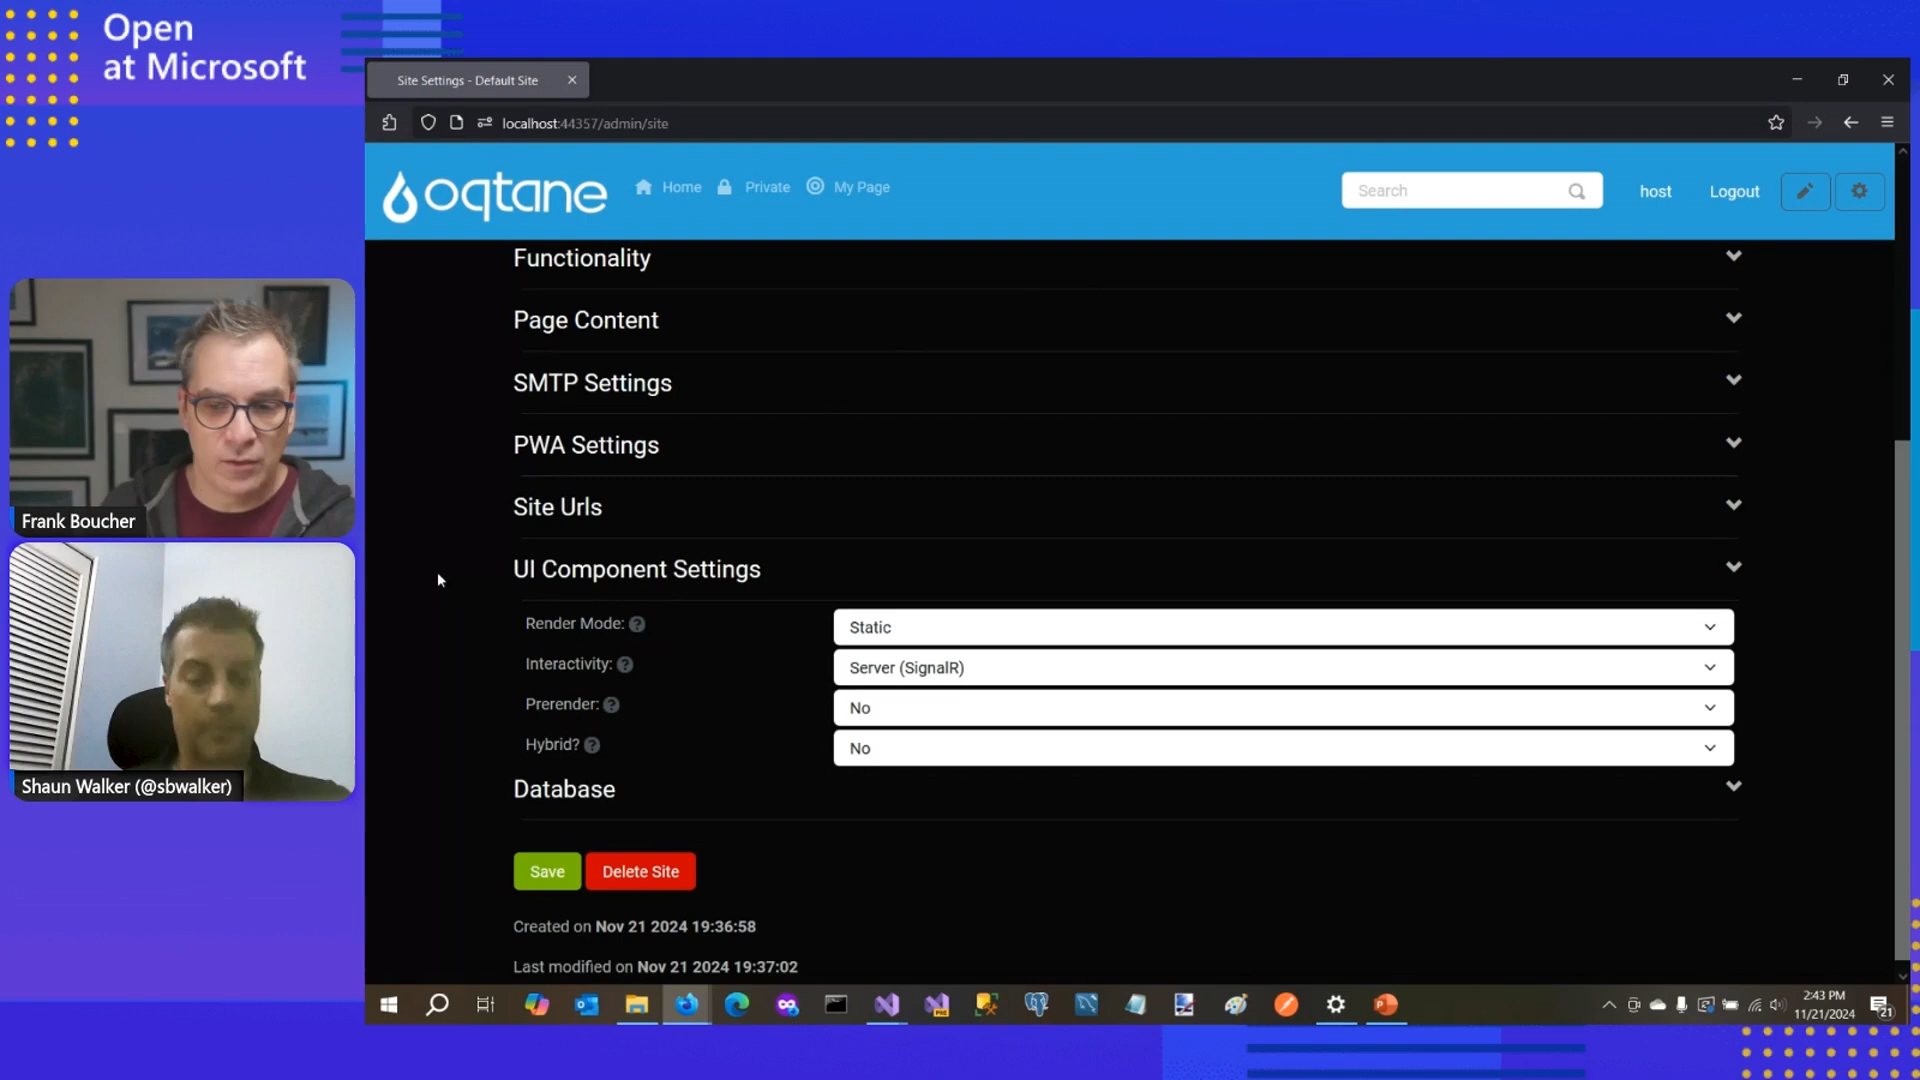 Open
at Microsoft
Site Settings - Default Site
localhost:44357/admin/site
oqtane
Home
Private
My Page
Search
host
Logout
Functionality
Page Content
SMTP Settings
PWA Settings
Site Urls
UI Component Settings
Render Mode: ?
Static
Interactivity: ?
Server (SignalR)
Prerender: ?
No
Hybrid? ?
No
Database
Save
Delete Site
Created on Nov 21 2024 19:36:58
Last modified on Nov 21 2024 19:37:02
Frank Boucher
Shaun Walker (@sbwalker)
2:43 PM
11/21/2024
21